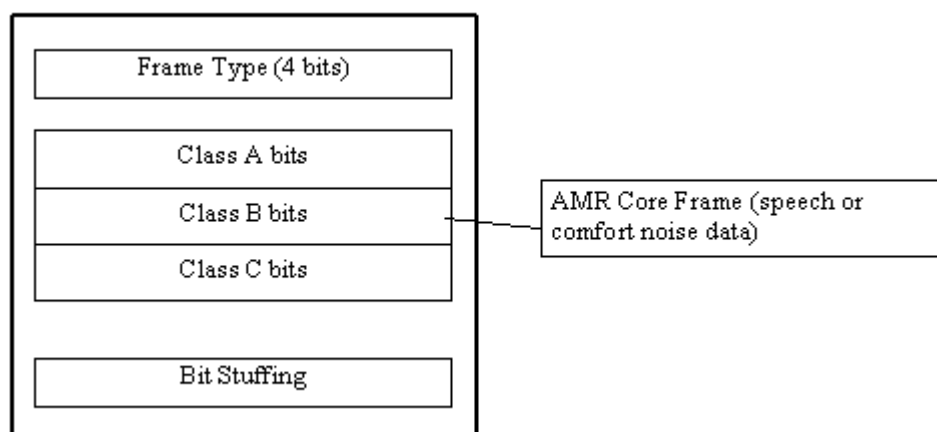 Frame Type (4 bits)
Class A bits
Class B bits
Class C bits
AMR Core Frame (speech or
comfort noise data)
Bit Stuffing